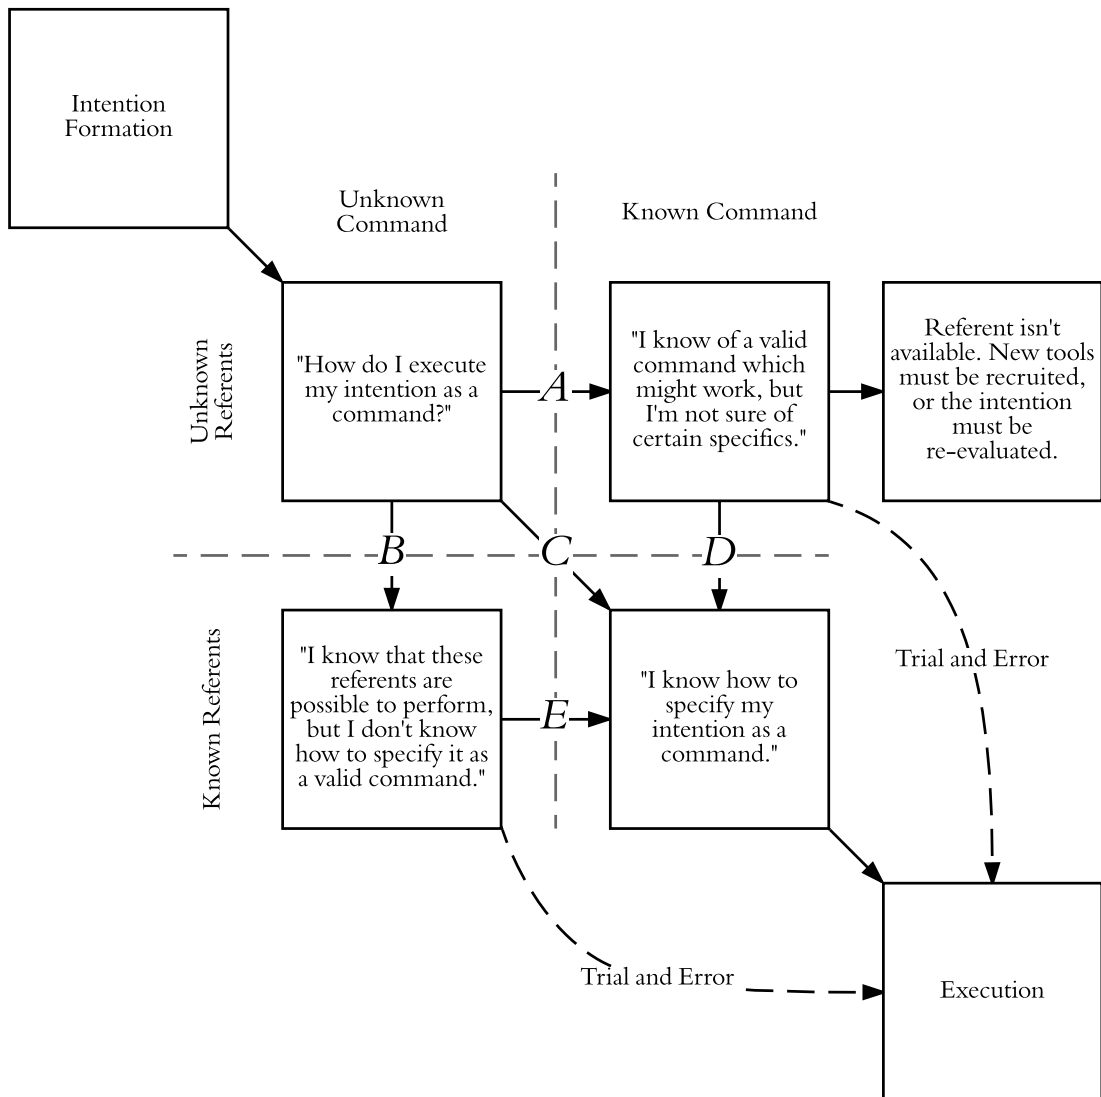 Intention
Formation
Unknown
Command
Known Command
Unknown
Referents
"How do I execute
my intention as a
command?"
A
"I know of a valid
command which
might work, but
I'm not sure of
certain specifics."
Referent isn't
available. New tools
must be recruited,
or the intention
must be
re-evaluated.
B
C
D
Known Referents
"I know that these
referents are
possible to perform,
but I don't know
how to specify it as
a valid command."
E
"I know how to
specify my
intention as a
command."
Trial and Error
Trial and Error
Execution